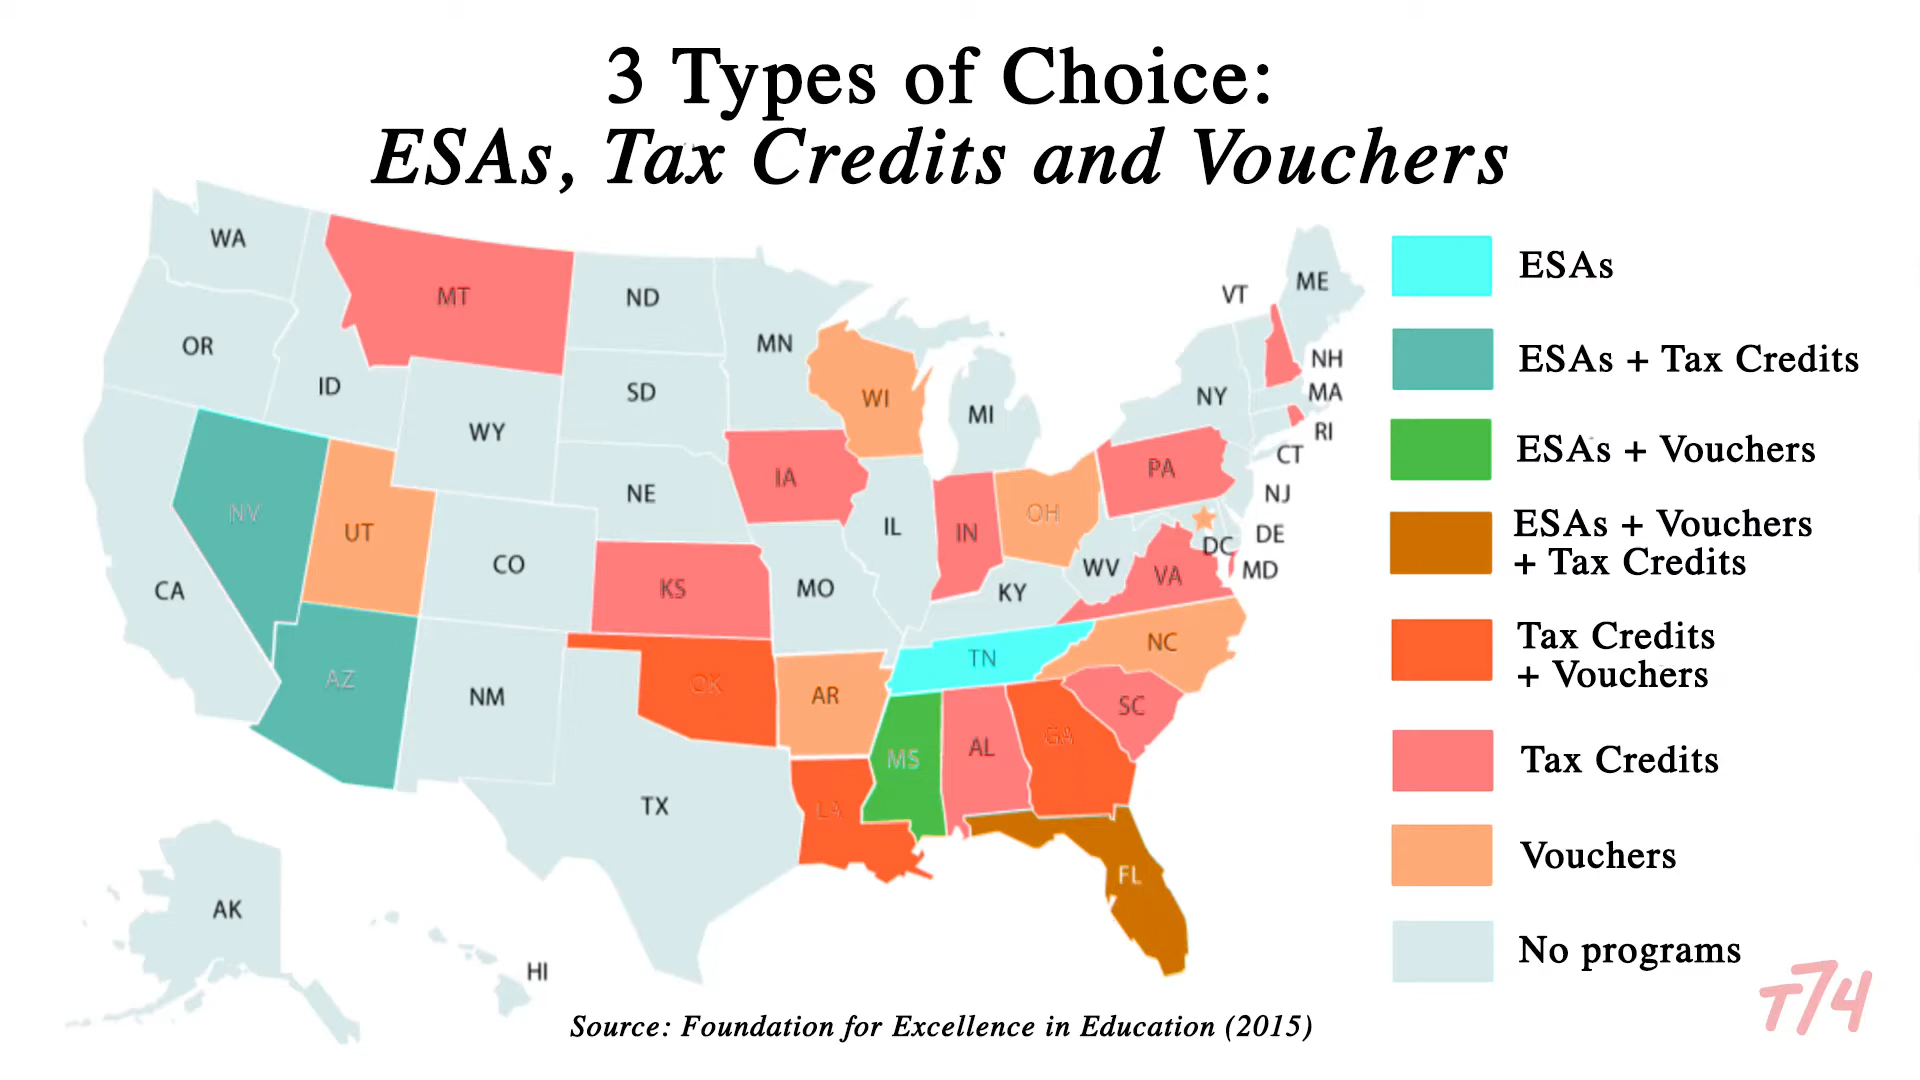 3 Types of Choice:
ESAs, Tax Credits and Vouchers
WA
MT
ND
MN
VT
ME
OR
ID
SD
WI
MI
NY
NH
MA
RI
CT
WY
NE
IA
PA
NJ
NV
UT
CO
IL
IN
OH
DC
DE
MD
CA
KS
MO
KY
WV
VA
AZ
NM
OK
AR
TN
NC
SC
TX
LA
MS
AL
GA
FL
AK
HI
ESAs
ESAs + Tax Credits
ESAs + Vouchers
ESAs + Vouchers
+ Tax Credits
Tax Credits
+ Vouchers
Tax Credits
Vouchers
No programs
Source: Foundation for Excellence in Education (2015)
T74